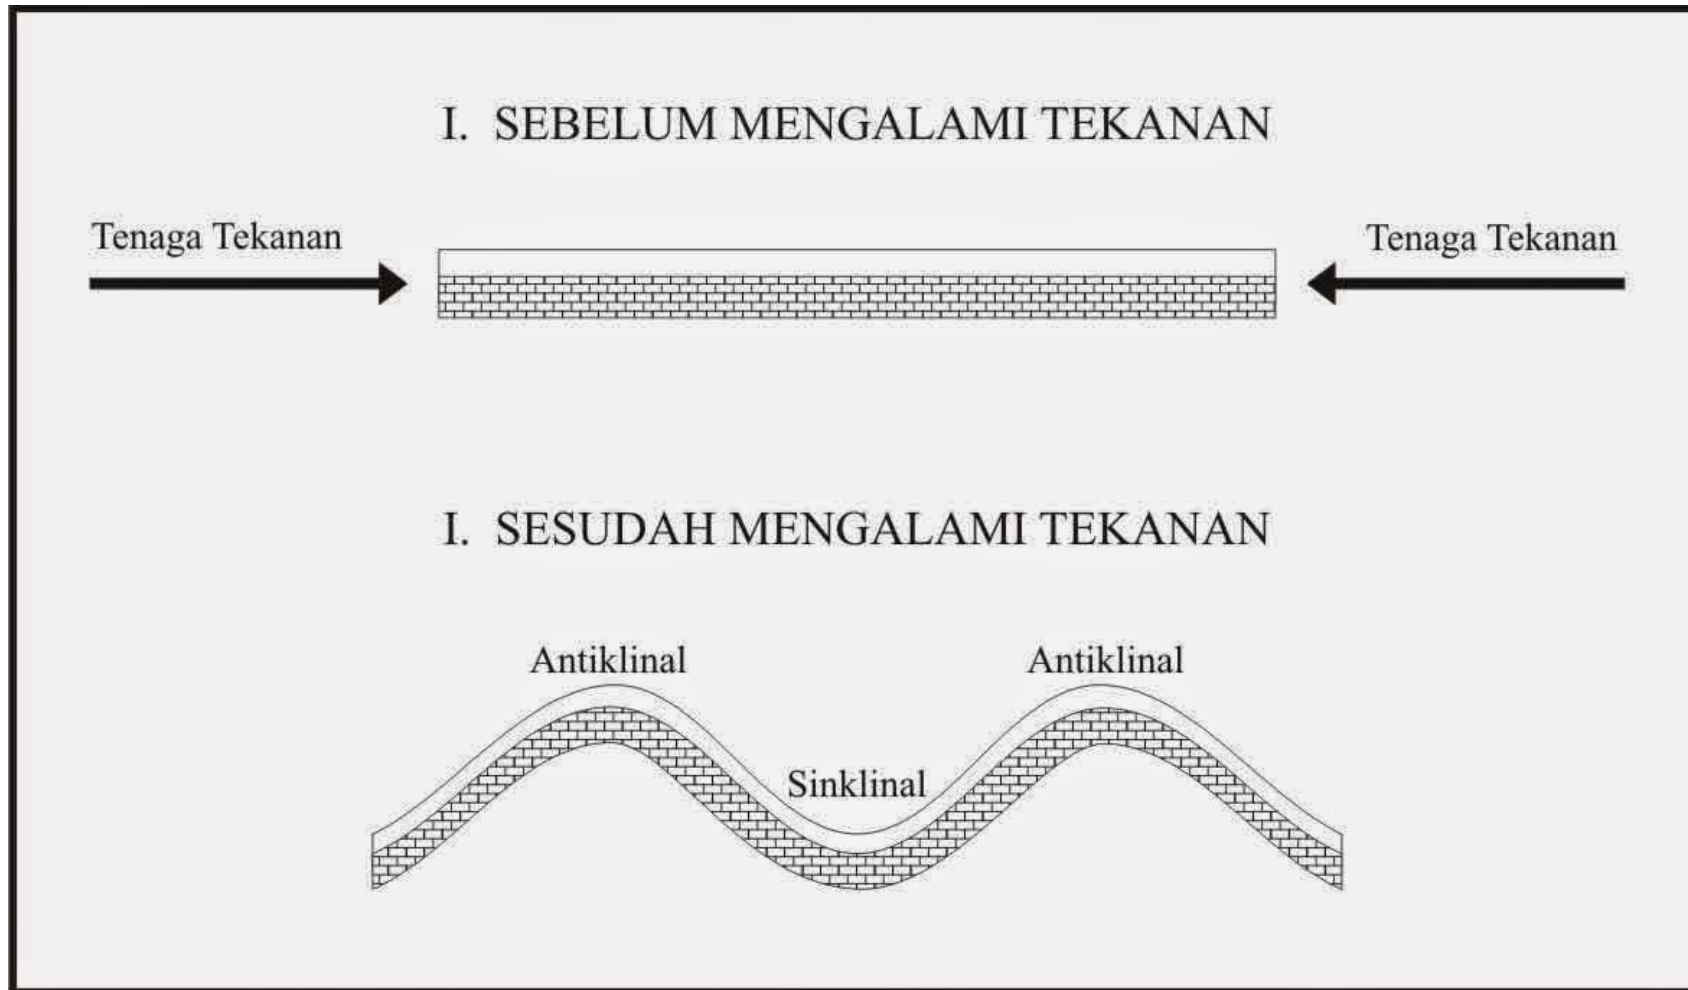 I. SEBELUM MENGALAMI TEKANAN
Tenaga Tekanan
Tenaga Tekanan
I. SESUDAH MENGALAMI TEKANAN
Antiklinal
Antiklinal
Sinklinal